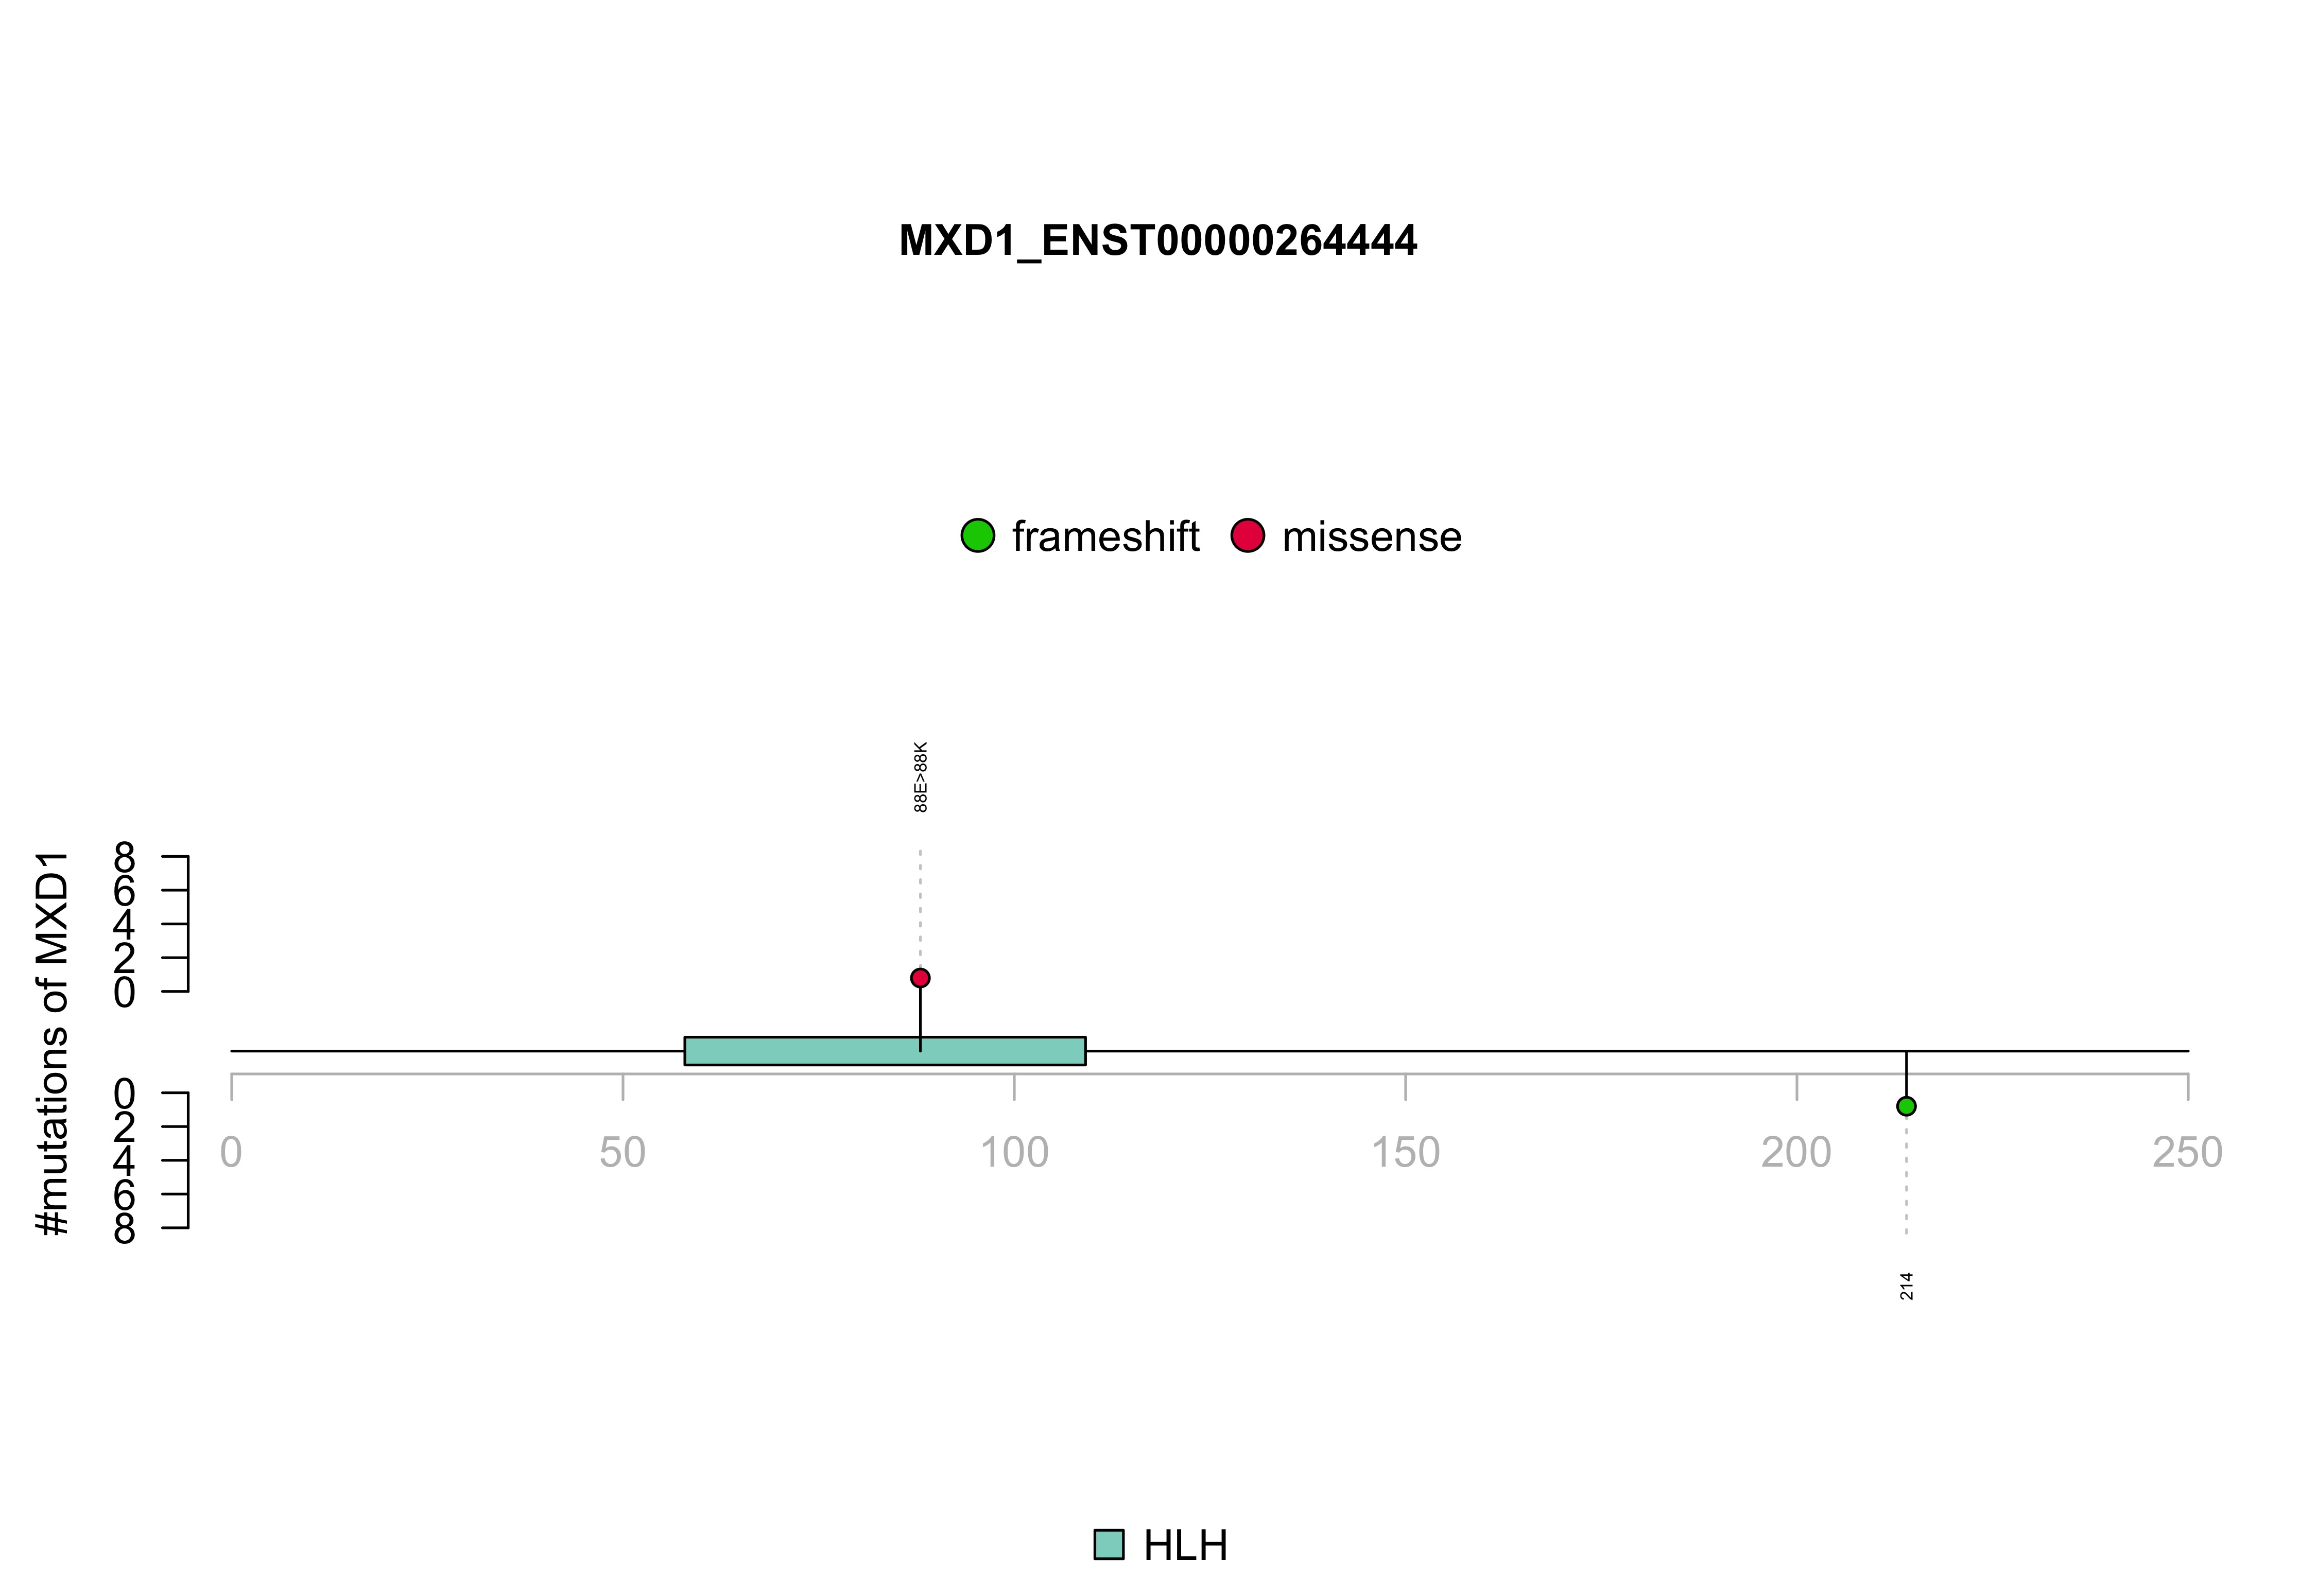 MXD1_ENST00000264444
frameshift missense
88E>88K
#mutations of MXD1
8
6
4
2
0
0
2
4
6
8
0 50 100 150 200 250
214
HLH